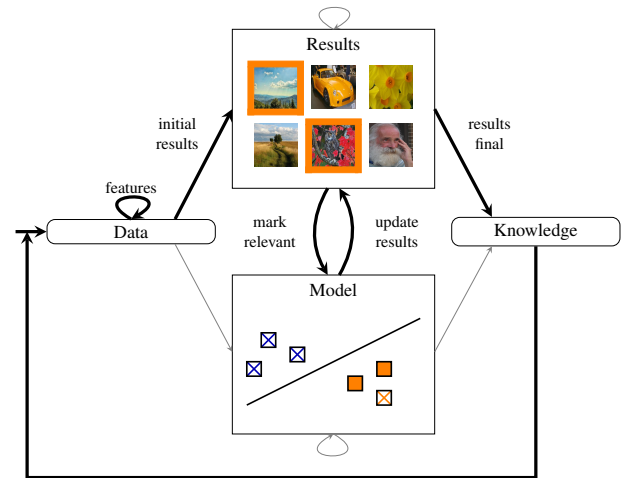 Results
initial
results
results
final
features
Data
mark
relevant
update
results
Knowledge
Model